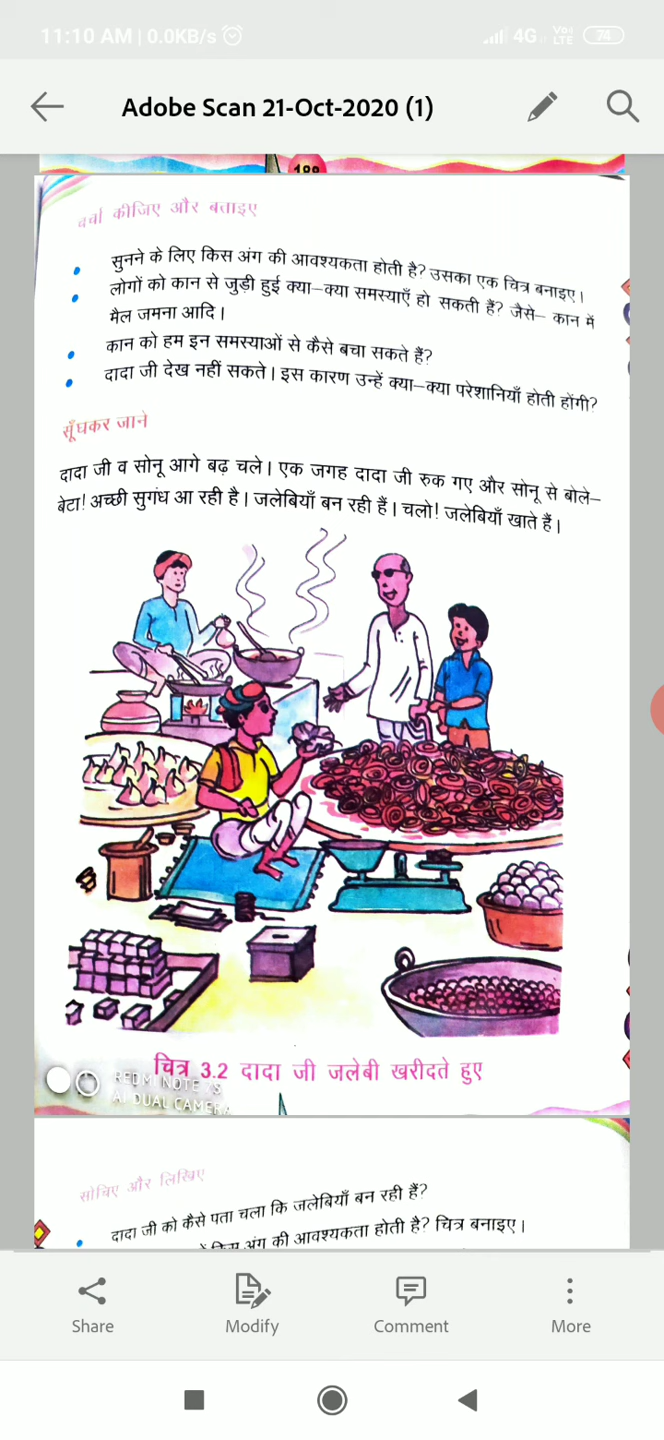 11:10 AM | 0.0KB/s
4G Vo LTE 74
Adobe Scan 21-Oct-2020 (1)
188
चर्चा कीजिए और बताइए
सुनने के लिए किस अंग की आवश्यकता होती है? उसका एक चित्र बनाइए।
लोगों को कान से जुड़ी हुई क्या–क्या समस्याएँ हो सकती हैं? जैसे– कान में
मैल जमना आदि।
कान को हम इन समस्याओं से कैसे बचा सकते हैं?
दादा जी देख नहीं सकते। इस कारण उन्हें क्या–क्या परेशानियाँ होती होंगी?
सूँघकर जाने
दादा जी व सोनू आगे बढ़ चले। एक जगह दादा जी रुक गए और सोनू से बोले–
बेटा! अच्छी सुगंध आ रही है। जलेबियाँ बन रही हैं। चलो! जलेबियाँ खाते हैं।
चित्र 3.2 दादा जी जलेबी खरीदते हुए
REDMI NOTE
AI DUAL CAMERA
सोचिए और लिखिए
दादा जी को कैसे पता चला कि जलेबियाँ बन रही हैं?
किस अंग की आवश्यकता होती है? चित्र बनाइए।
Share
Modify
Comment
More